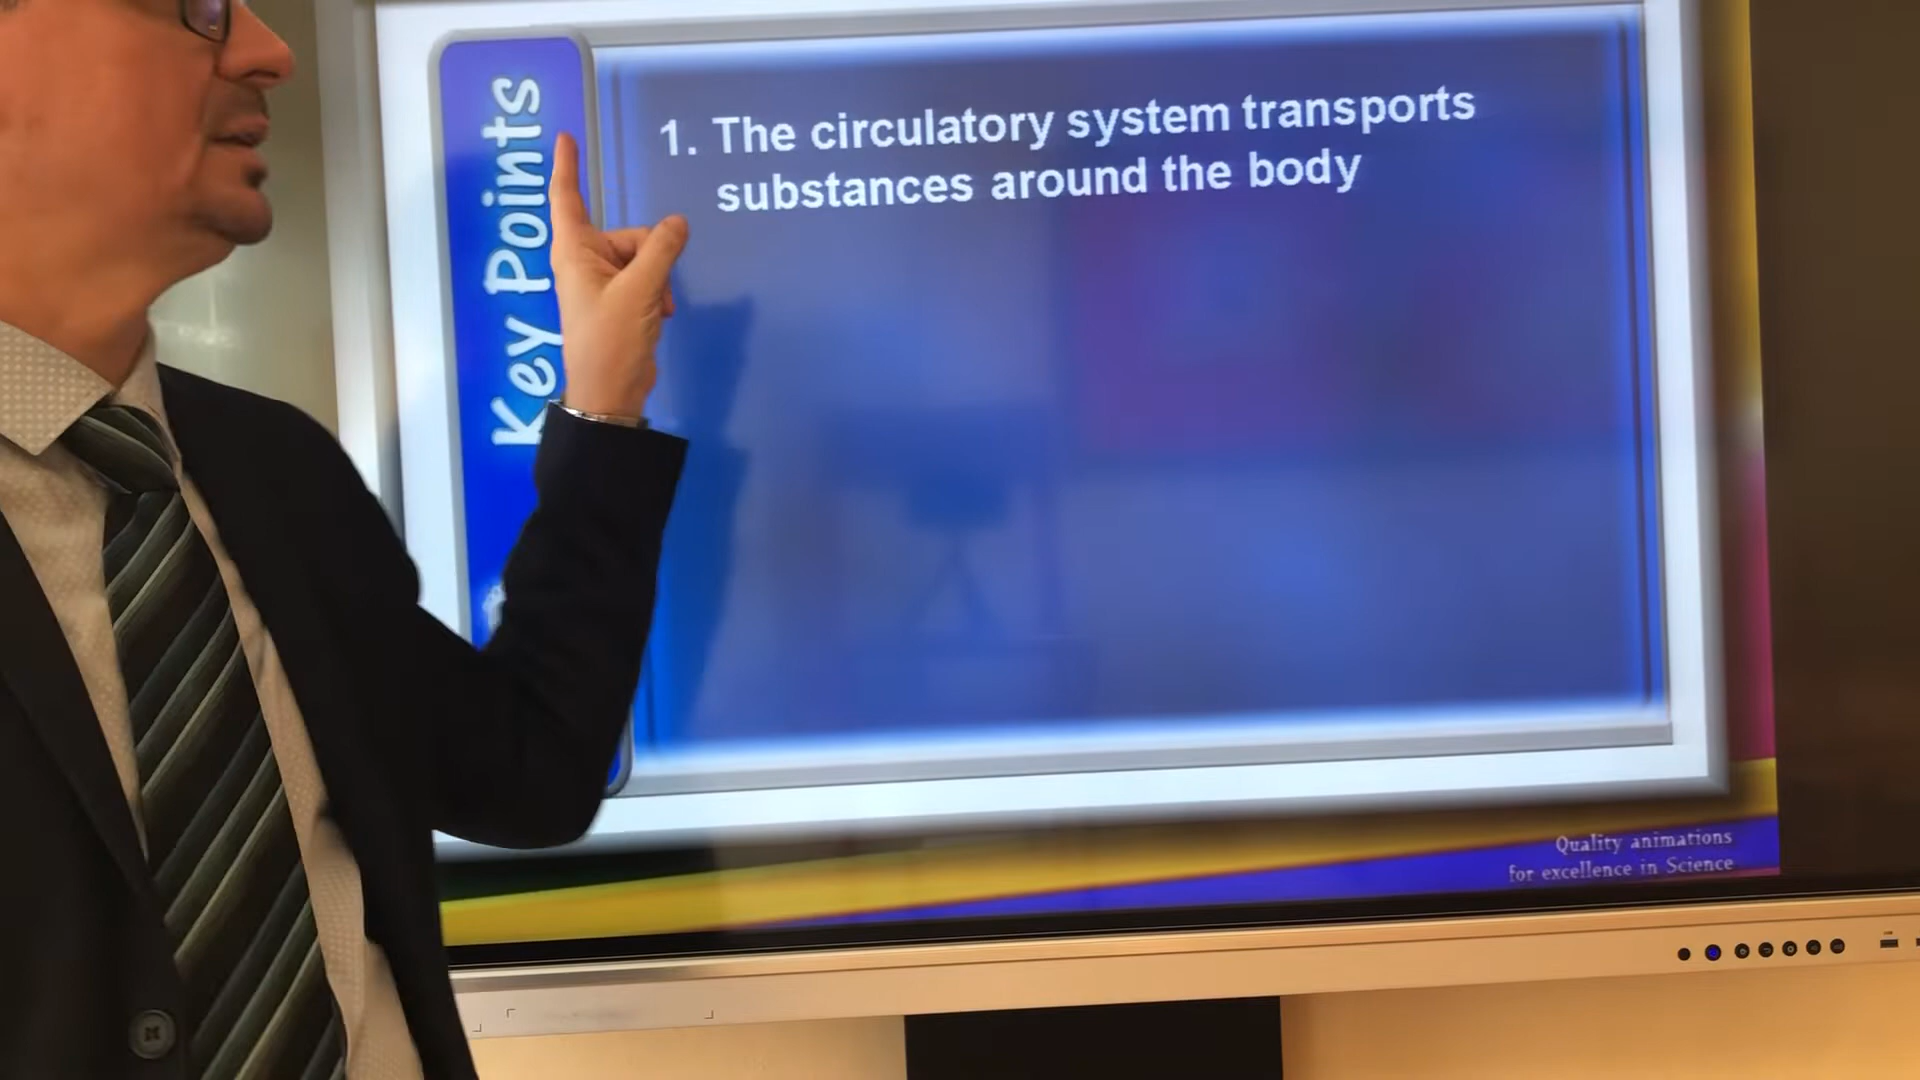 Key Points
1. The circulatory system transports
substances around the body
Quality animations
for excellence in Science